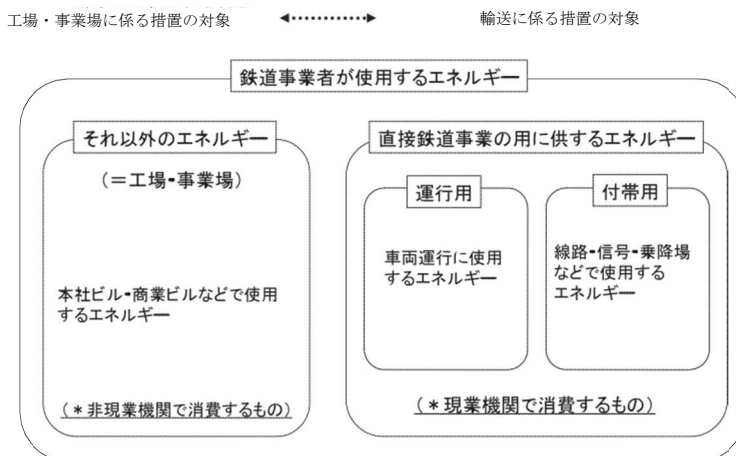 工場・事業場に係る措置の対象
輸送に係る措置の対象
鉄道事業者が使用するエネルギー
それ以外のエネルギー
(=工場・事業場)
本社ビル・商業ビルなどで使用
するエネルギー
(*非現業機関で消費するもの)
直接鉄道事業の用に供するエネルギー
運行用
車両運行に使用
するエネルギー
付帯用
線路・信号・乗降場
などで使用する
エネルギー
(*現業機関で消費するもの)